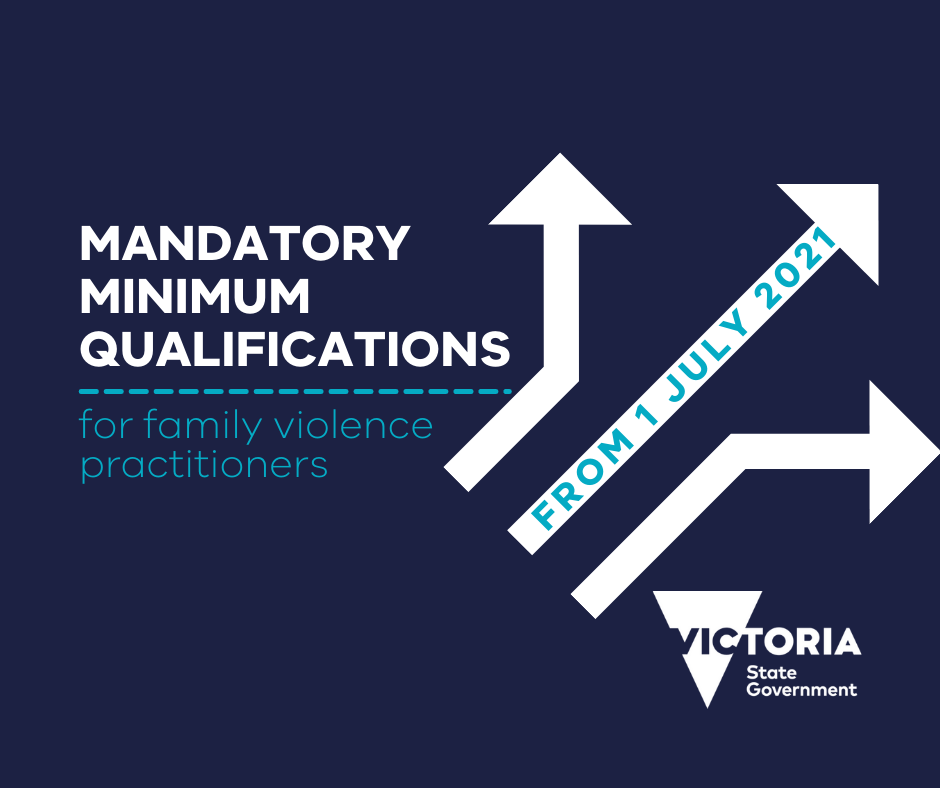 MANDATORY
MINIMUM
QUALIFICATIONS
for family violence
practitioners
FROM 1 JULY 2021
VICTORIA
State
Government